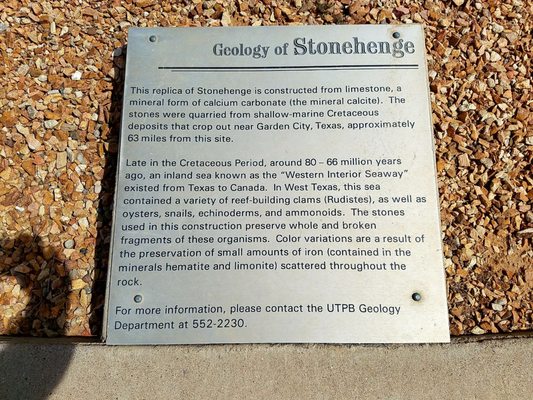 Geology of Stonehenge
This replica of Stonehenge is constructed from limestone, a
mineral form of calcium carbonate (the mineral calcite). The
stones were quarried from shallow-marine Cretaceous
deposits that crop out near Garden City, Texas, approximately
63 miles from this site.
Late in the Cretaceous Period, around 80 – 66 million years
ago, an inland sea known as the “Western Interior Seaway”
existed from Texas to Canada. In West Texas, this sea
contained a variety of reef-building clams (Rudistes), as well as
oysters, snails, echinoderms, and ammonoids. The stones
used in this construction preserve whole and broken
fragments of these organisms. Color variations are a result of
the preservation of small amounts of iron (contained in the
minerals hematite and limonite) scattered throughout the
rock.
For more information, please contact the UTPB Geology
Department at 552-2230.